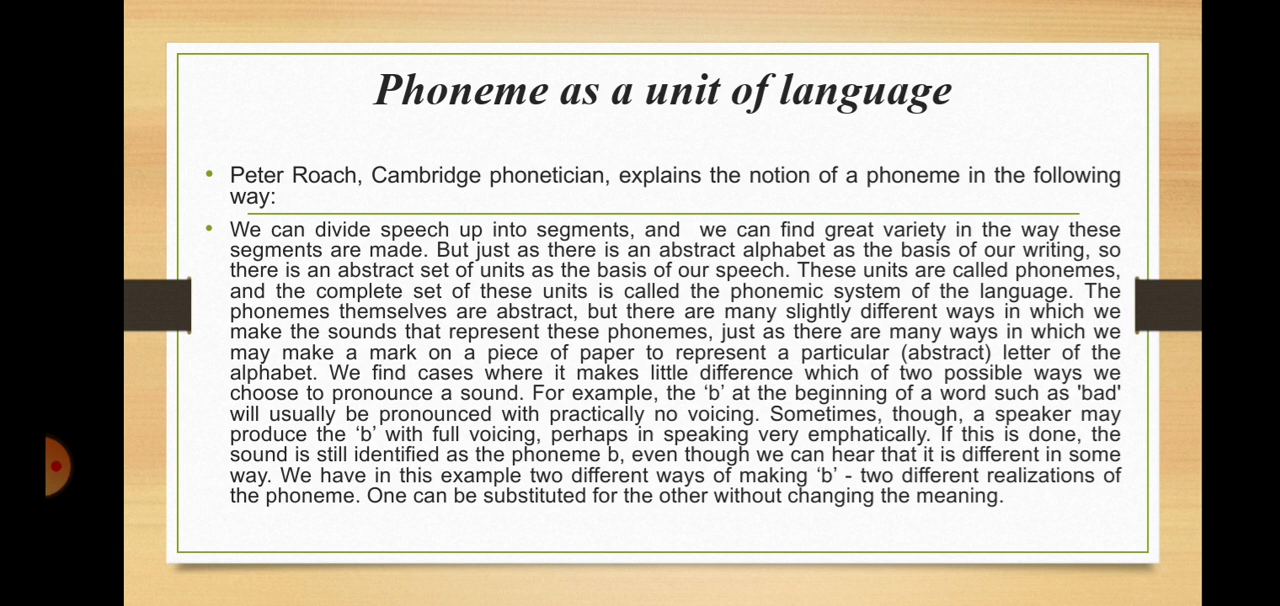 Phoneme as a unit of language
• Peter Roach, Cambridge phonetician, explains the notion of a phoneme in the following
way:
• We can divide speech up into segments, and we can find great variety in the way these
segments are made. But just as there is an abstract alphabet as the basis of our writing, so
there is an abstract set of units as the basis of our speech. These units are called phonemes,
and the complete set of these units is called the phonemic system of the language. The
phonemes themselves are abstract, but there are many slightly different ways in which we
make the sounds that represent these phonemes, just as there are many ways in which we
may make a mark on a piece of paper to represent a particular (abstract) letter of the
alphabet. We find cases where it makes little difference which of two possible ways we
choose to pronounce a sound. For example, the ‘b’ at the beginning of a word such as 'bad'
will usually be pronounced with practically no voicing. Sometimes, though, a speaker may
produce the ‘b’ with full voicing, perhaps in speaking very emphatically. If this is done, the
sound is still identified as the phoneme b, even though we can hear that it is different in some
way. We have in this example two different ways of making ‘b’ - two different realizations of
the phoneme. One can be substituted for the other without changing the meaning.